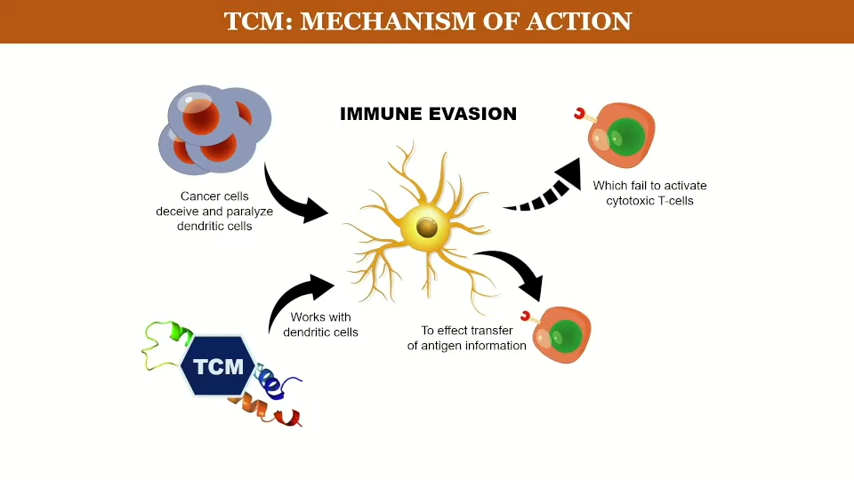 TCM: MECHANISM OF ACTION
IMMUNE EVASION
Cancer cells
deceive and paralyze
dendritic cells
Which fail to activate
cytotoxic T-cells
Works with
dendritic cells
To effect transfer
of antigen information
TCM